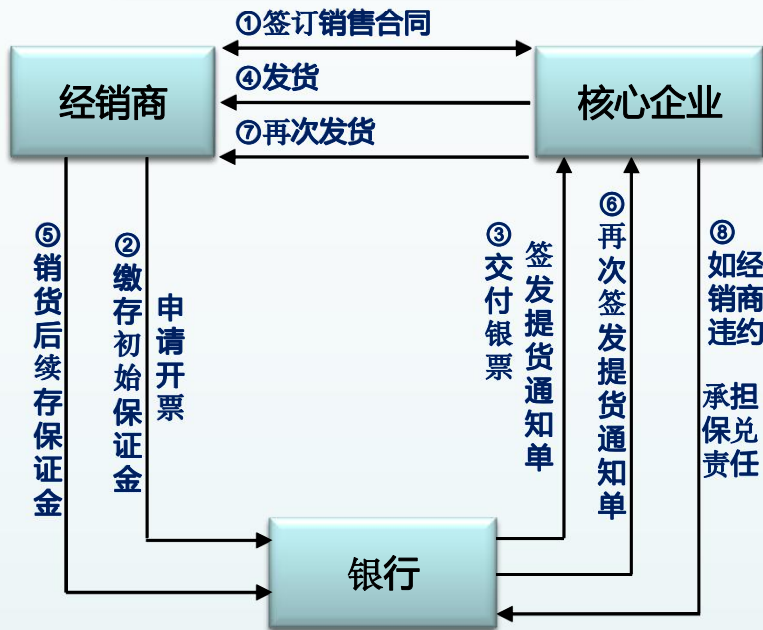 ①签订销售合同
经销商
④发货
核心企业
⑦再次发货
⑤销货后续存保证金
②缴存初始保证金
申请开票
③交付银票
签发提货通知单
⑥再次签发提货通知单
⑧
如经
销商
违约
承担
保兑
责任
银行